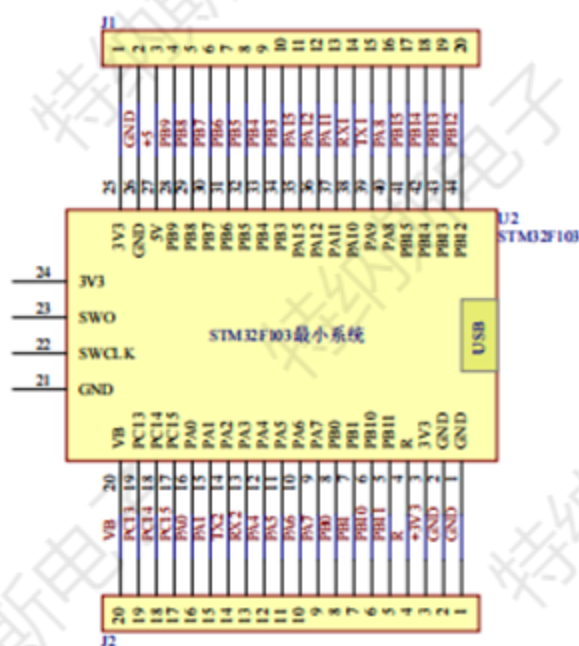 J1
1 2 3 4 5 6 7 8 9 10 11 12 13 14 15 16 17 18 19 20
GND +5 PB9 PB8 PB7 PB6 PB5 PB4 PB3 PA15 PA12 PA11 RX1 TX1 PA8 PB15 PB14 PB13 PB12
25 26 27 28 29 30 31 32 33 34 35 36 37 38 39 40 41 42 43 44
U2
STM32F103
3V3 GND 5V PB9 PB8 PB7 PB6 PB5 PB4 PB3 PA15 PA12 PA11 PA10 PA9 PA8 PB15 PB14 PB13 PB12
24 3V3
23 SWO
22 SWCLK
21 GND
STM32F103最小系统
USB
VB PC13 PC14 PC15 PA0 PA1 PA2 PA3 PA4 PA5 PA6 PA7 PB0 PB1 PB10 PB11 R 3V3 GND GND
20 19 18 17 16 15 14 13 12 11 10 9 8 7 6 5 4 3 2 1
VB PC13 PC14 PC15 PA0 PA1 TX2 RX2 PA4 PA5 PA6 PA7 PB0 PB1 PB10 PB11 R +3V3 GND GND
20 19 18 17 16 15 14 13 12 11 10 9 8 7 6 5 4 3 2 1
J2
特纳斯电子